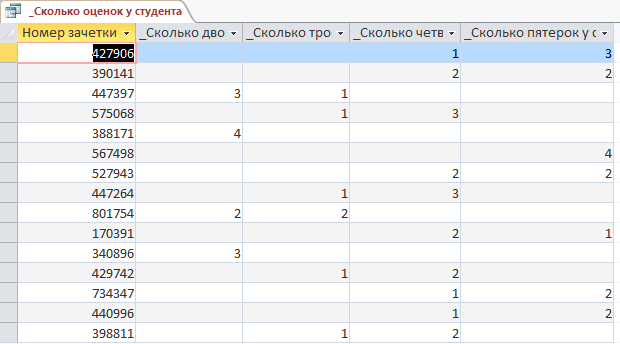 _Сколько оценок у студента
Номер зачетки _Сколько дво _Сколько тро _Сколько четв _Сколько пятерок у с
427906 1 3
390141 2 2
447397 3 1
575068 1 3
388171 4
567498 4
527943 2 2
447264 1 3
801754 2 2
170391 2 1
340896 3
429742 1 2
734347 1 2
440996 1 2
398811 1 2